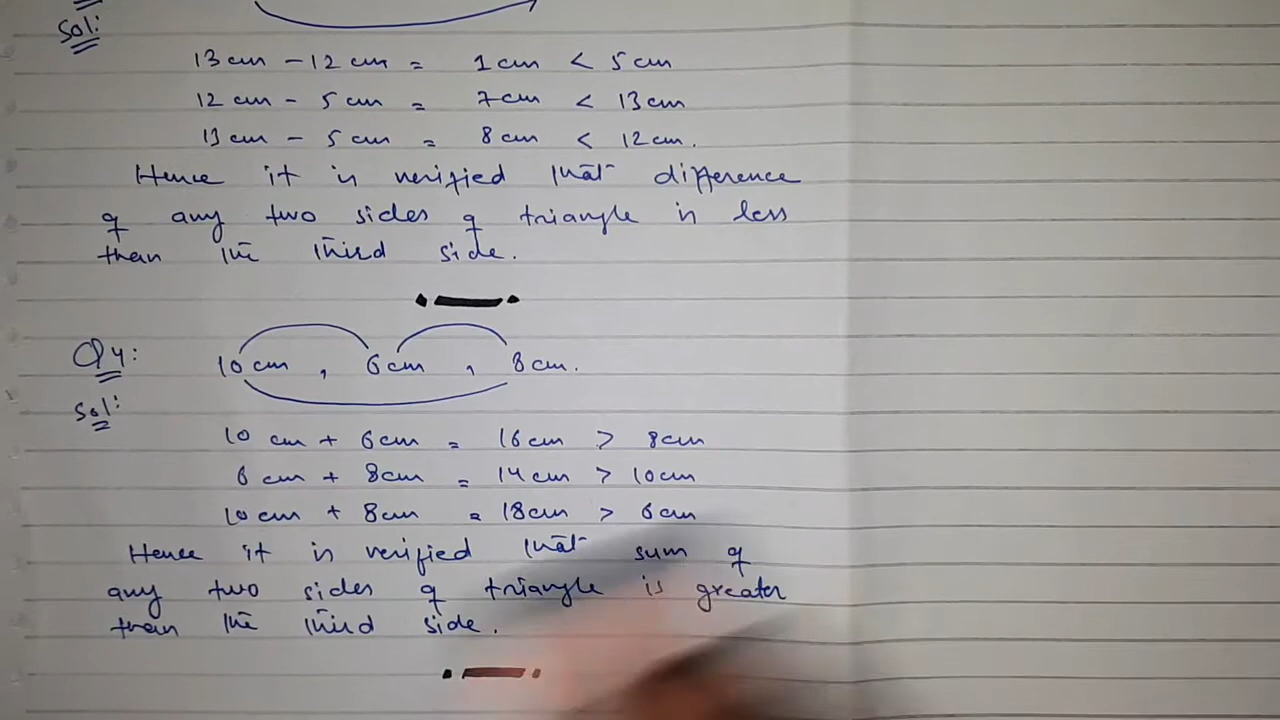 Sol:
13 cm - 12 cm = 1 cm < 5 cm
12 cm - 5 cm = 7 cm < 13 cm
13 cm - 5 cm = 8 cm < 12 cm.
Hence it is verified that difference
of any two sides of triangle is less
than the third side.
Q4: 10 cm , 6 cm , 8 cm.
Sol:
10 cm + 6 cm = 16 cm > 8 cm
6 cm + 8 cm = 14 cm > 10 cm
10 cm + 8 cm = 18 cm > 6 cm
Hence it is verified that sum of
any two sides of triangle is greater
than the third side.